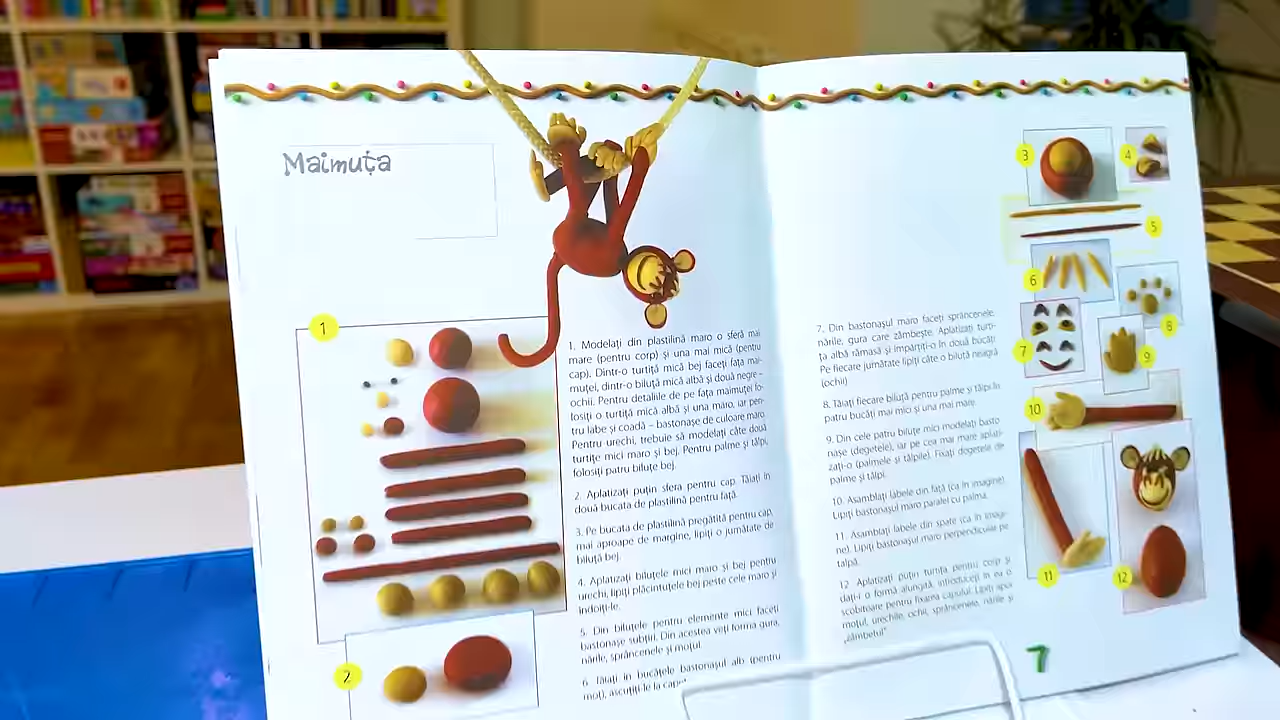 Maimuța
1
1. Modelați din plastilină maro o sferă mai
mare (pentru corp) și una mai mică (pentru
cap). Dintr-o turtiță mică bej faceți fața mai-
muței, dintr-o biluță mică albă și două negre –
ochii. Pentru detaliile de pe fața maimuței fo-
losiți o turtiță mică albă și una maro, iar pen-
tru labe și coadă – bastonașe de culoare maro
Pentru urechi, trebuie să modelați câte două
turtițe mici maro și bej. Pentru palme și tălpi,
folosiți patru biluțe bej.
2. Aplatizați puțin sfera pentru cap. Tăiați în
două bucata de plastilină pentru față.
3. Pe bucata de plastilină pregătită pentru cap,
mai aproape de margine, lipiți o jumătate de
biluță bej.
4. Aplatizați biluțele mici maro și bej pentru
urechi, lipiți plăcintuțele bej peste cele maro și
îndoiți-le.
5. Din biluțele pentru elemente mici faceți
bastonașe subțiri. Din acestea veți forma gura,
nările, sprâncenele și moțul.
6. Tăiați în bucățele bastonașul alb (pentru
moț), ascuțiți-le la
2
7. Din bastonașul maro faceți sprâncenele,
nările, gura care zâmbește. Aplatizați turti-
ța albă rămasă și împărțiți-o în două bucăți
Pe fiecare jumătate lipiți câte o bilută neagră
(ochii)
8. Tăiați fiecare biluță pentru palme și tălpi în
patru bucăți mai mici și una mai mare.
9. Din cele patru biluțe mici modelați basto
nașe (degetele), iar pe cea mai mare aplati-
zați-o (palmele și tălpile). Fixați degetele de
palme și tălpi.
10. Asamblați labele din față (ca în imagine)
Lipiți bastonașul maro paralel cu palma.
11. Asamblați labele din spate (ca în imagi-
ne). Lipiți bastonașul maro perpendicular pe
talpă.
12 Aplatizați puțin turtița pentru corp și
dați-i o formă alungită, introduceți în ea o
scobitoare pentru fixarea capului. Lipiți apoi
moțul, urechile, ochii, sprâncenele, nările și
„zâmbetul"
3
4
5
6
8
7
9
10
11
12
7